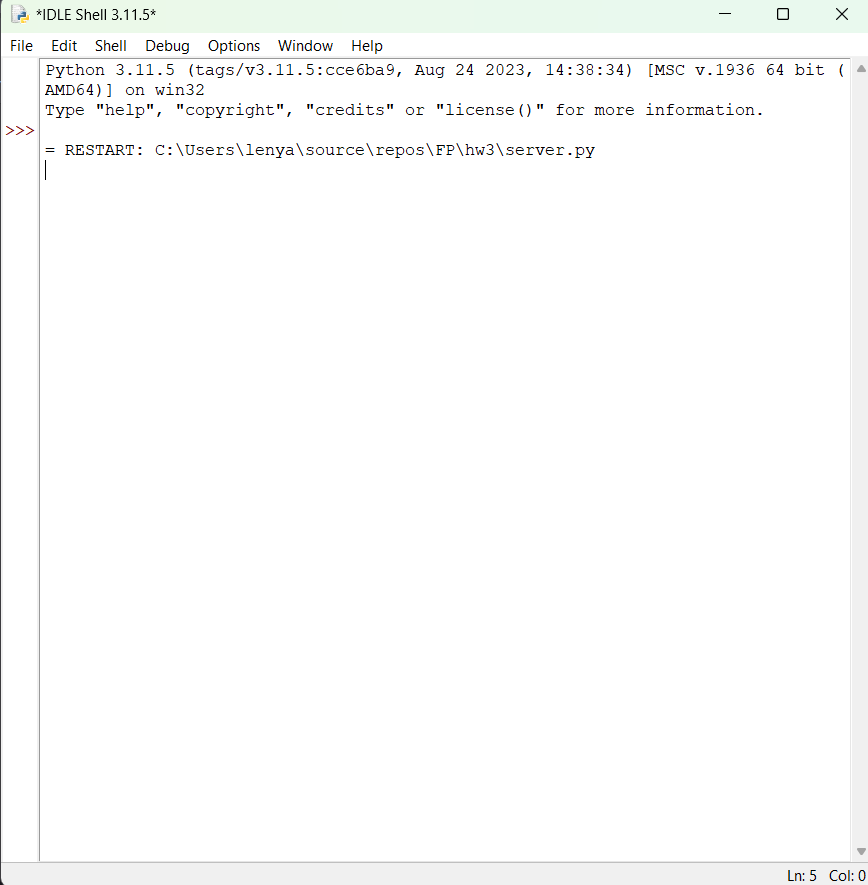 *IDLE Shell 3.11.5*
File Edit Shell Debug Options Window Help
Python 3.11.5 (tags/v3.11.5:cce6ba9, Aug 24 2023, 14:38:34) [MSC v.1936 64 bit (
AMD64)] on win32
Type "help", "copyright", "credits" or "license()" for more information.
>>>
= RESTART: C:\Users\lenya\source\repos\FP\hw3\server.py
Ln: 5 Col: 0